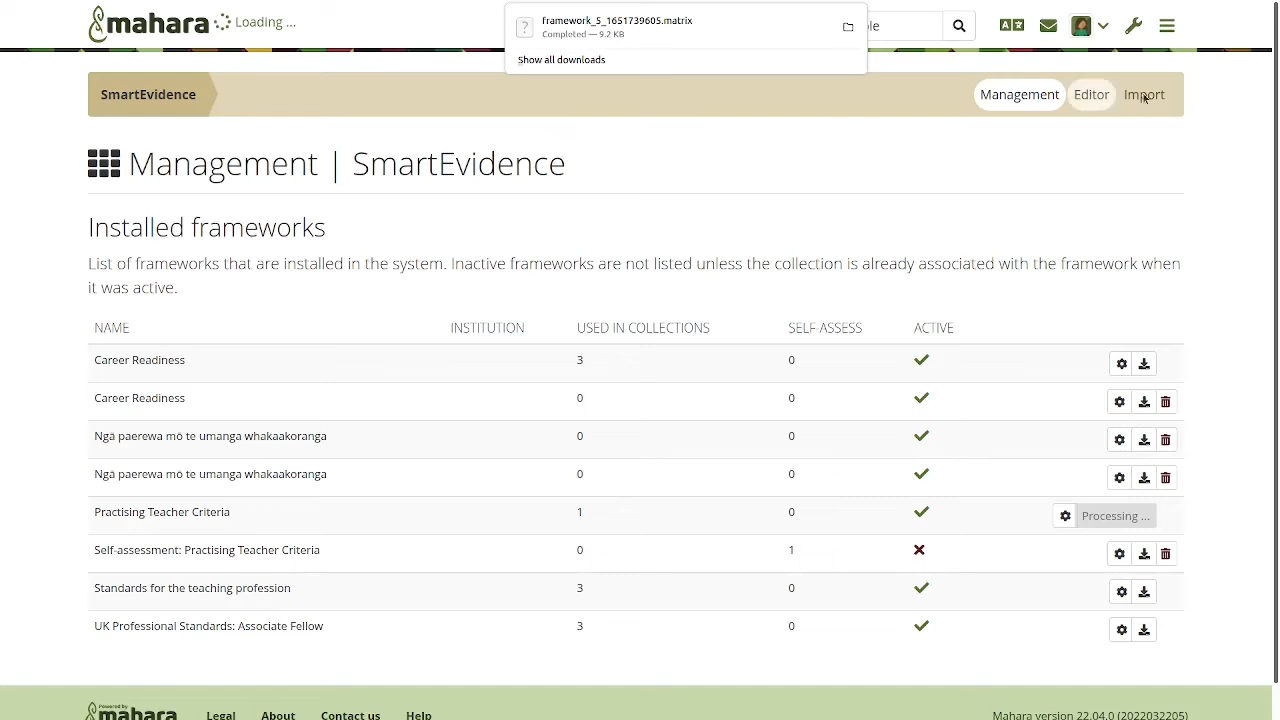 mahara
Loading ...
framework_5_1651739605.matrix
Completed — 9.2 KB
Show all downloads
SmartEvidence
Management
Editor
Import
Management | SmartEvidence
Installed frameworks
List of frameworks that are installed in the system. Inactive frameworks are not listed unless the collection is already associated with the framework when
it was active.
NAME INSTITUTION USED IN COLLECTIONS SELF-ASSESS ACTIVE
Career Readiness 3 0
Career Readiness 0 0
Ngā paerewa mō te umanga whakaakoranga 0 0
Ngā paerewa mō te umanga whakaakoranga 0 0
Practising Teacher Criteria 1 0 Processing ...
Self-assessment: Practising Teacher Criteria 0 1
Standards for the teaching profession 3 0
UK Professional Standards: Associate Fellow 3 0
Powered by
mahara
Legal About Contact us Help
Mahara version 22.04.0 (2022032205)